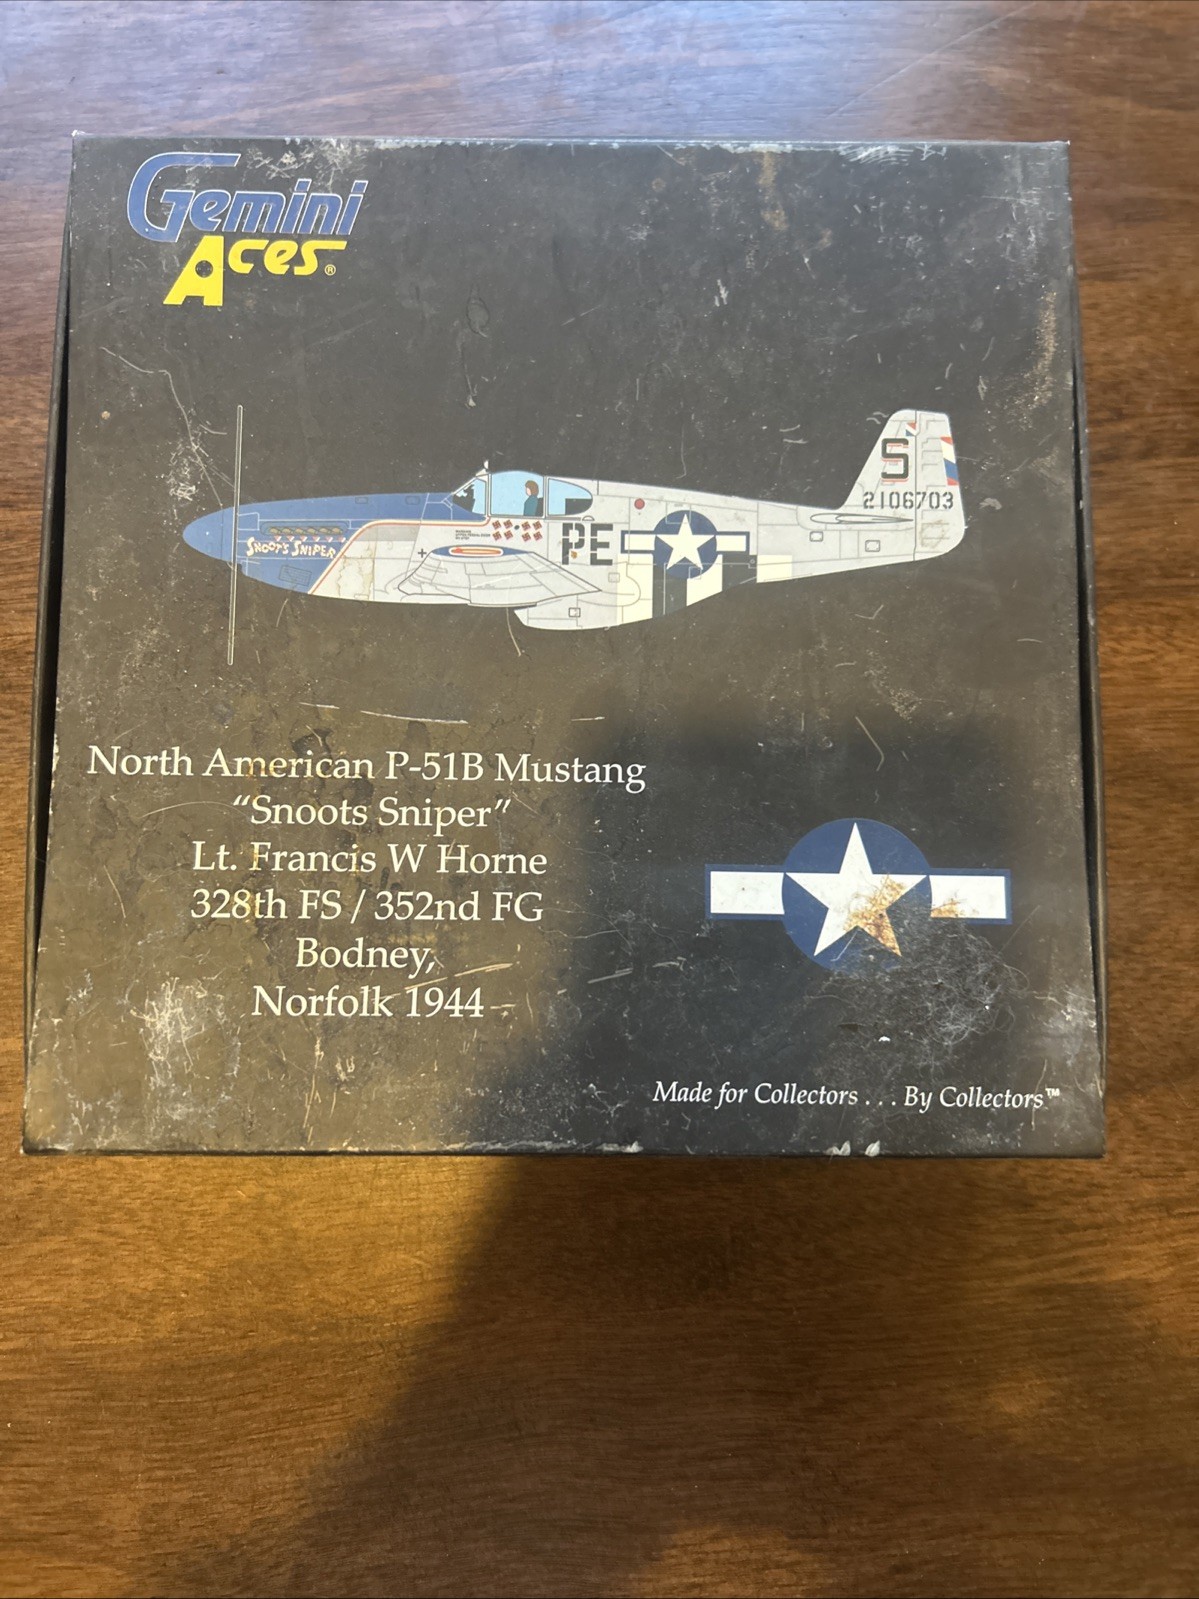 Gemini
Aces®
S
2106703
SNOOT'S SNIPER
PE
North American P-51B Mustang
“Snoots Sniper”
Lt. Francis W Horne
328th FS / 352nd FG
Bodney,
Norfolk 1944
Made for Collectors . . . By Collectors™